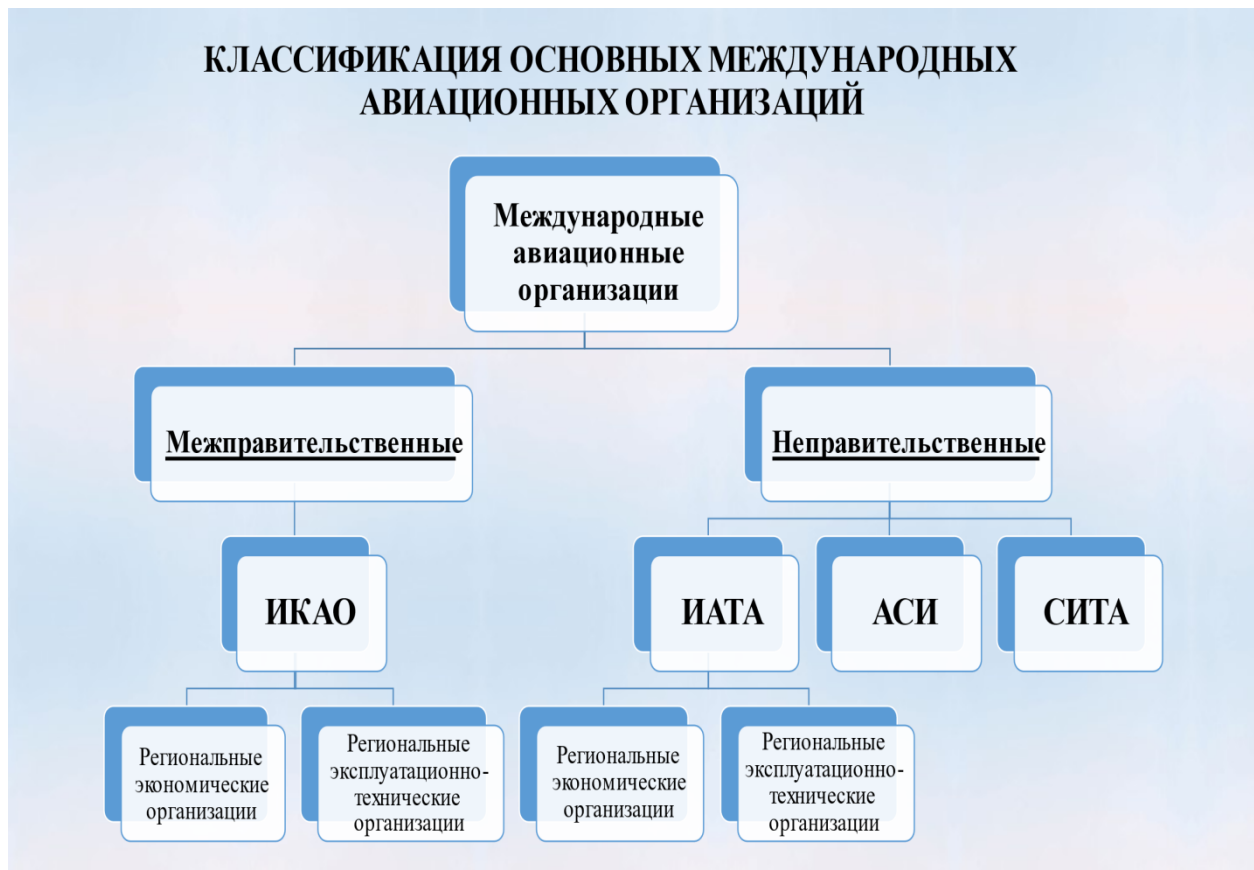 КЛАССИФИКАЦИЯ ОСНОВНЫХ МЕЖДУНАРОДНЫХ
АВИАЦИОННЫХ ОРГАНИЗАЦИЙ
Международные
авиационные
организации
Межправительственные
Неправительственные
ИКАО
ИАТА
АСИ
СИТА
Региональные
экономические
организации
Региональные
эксплуатационно-
технические
организации
Региональные
экономические
организации
Региональные
эксплуатационно-
технические
организации